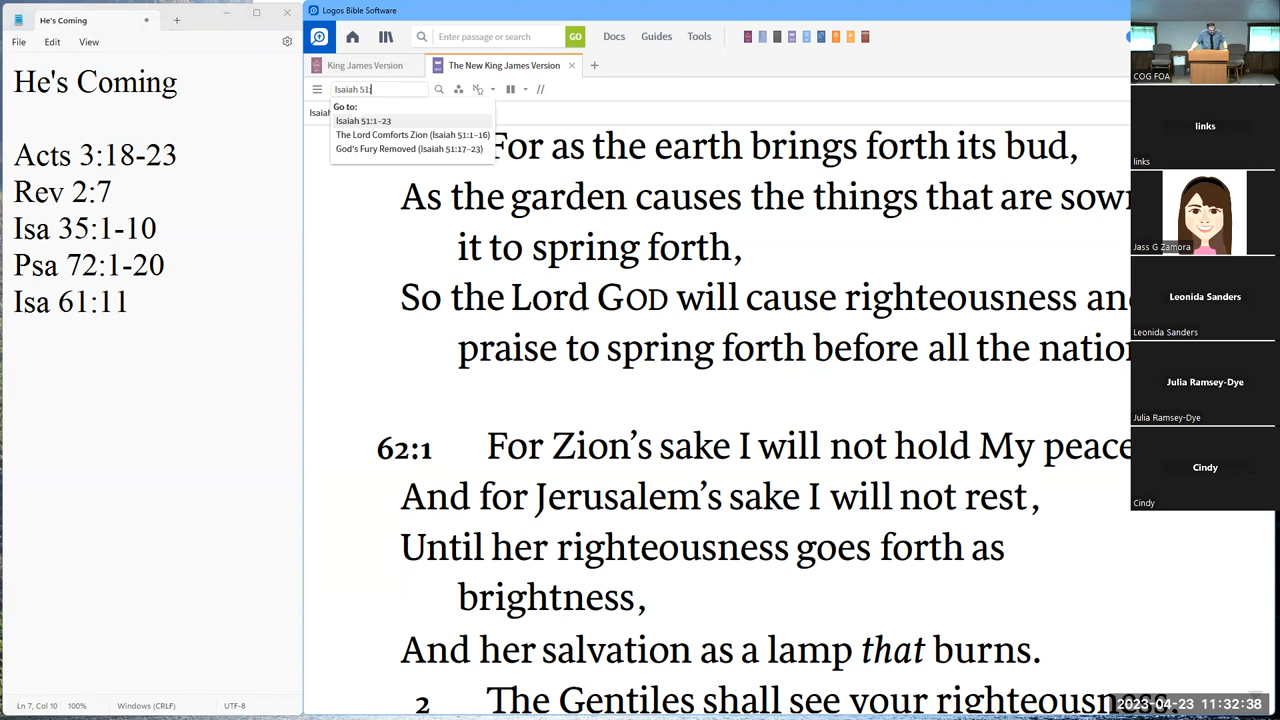 He's Coming
File Edit View
He's Coming
Acts 3:18-23
Rev 2:7
Isa 35:1-10
Psa 72:1-20
Isa 61:11
Ln 7, Col 10 100% Windows (CRLF) UTF-8
Logos Bible Software
Enter passage or search GO Docs Guides Tools
King James Version The New King James Version
Isaiah 51:
Isaiah
Go to:
Isaiah 51:1–23
The Lord Comforts Zion (Isaiah 51:1–16)
God's Fury Removed (Isaiah 51:17–23)
For as the earth brings forth its bud,
As the garden causes the things that are sown
it to spring forth,
So the Lord GOD will cause righteousness and
praise to spring forth before all the nation
62:1 For Zion's sake I will not hold My peace
And for Jerusalem's sake I will not rest,
Until her righteousness goes forth as
brightness,
And her salvation as a lamp that burns.
2 The Gentiles shall see your righteousness
COG FOA
links
links
Jass G Zamora
Leonida Sanders
Leonida Sanders
Julia Ramsey-Dye
Julia Ramsey-Dye
Cindy
Cindy
2023-04-23 11:32:38